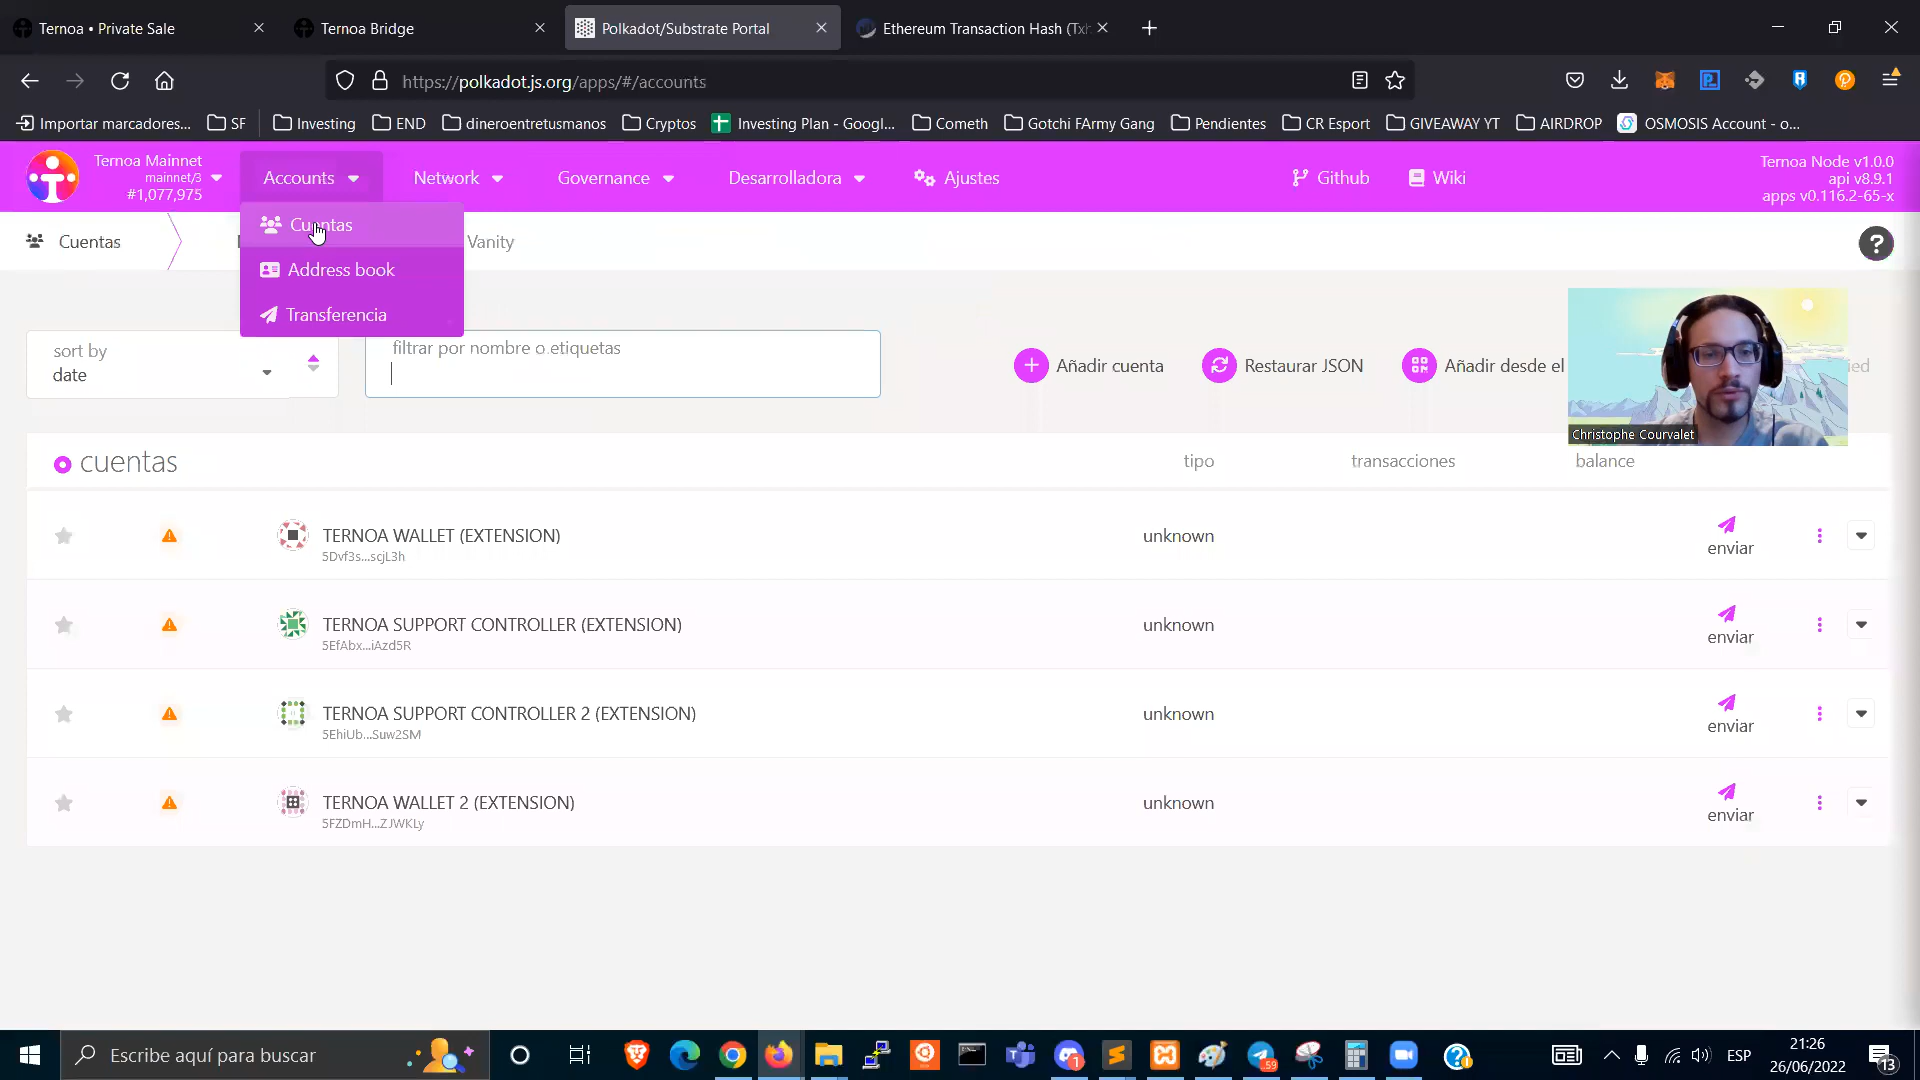 Ternoa • Private Sale
Ternoa Bridge
Polkadot/Substrate Portal
Ethereum Transaction Hash (Txh
https://polkadot.js.org/apps/#/accounts
Importar marcadores...
SF
Investing
END
dineroentretusmanos
Cryptos
Investing Plan - Googl...
Cometh
Gotchi FArmy Gang
Pendientes
CR Esport
GIVEAWAY YT
AIRDROP
OSMOSIS Account - o...
Ternoa Mainnet
mainnet/3
#1,077,975
Accounts
Network
Governance
Desarrolladora
Ajustes
Github
Wiki
Ternoa Node v1.0.0
api v8.9.1
apps v0.116.2-65-x
Cuentas
Address book
Transferencia
Cuentas
Vanity
sort by
date
filtrar por nombre o etiquetas
Añadir cuenta
Restaurar JSON
Añadir desde el
ied
Christophe Courvalet
cuentas
tipo
transacciones
balance
TERNOA WALLET (EXTENSION)
5Dvf3s...scjL3h
unknown
enviar
TERNOA SUPPORT CONTROLLER (EXTENSION)
5EfAbx...iAzd5R
unknown
enviar
TERNOA SUPPORT CONTROLLER 2 (EXTENSION)
5EhiUb...Suw2SM
unknown
enviar
TERNOA WALLET 2 (EXTENSION)
5FZDmH...ZJWKLy
unknown
enviar
Escribe aquí para buscar
59
1
ESP
21:26
26/06/2022
13